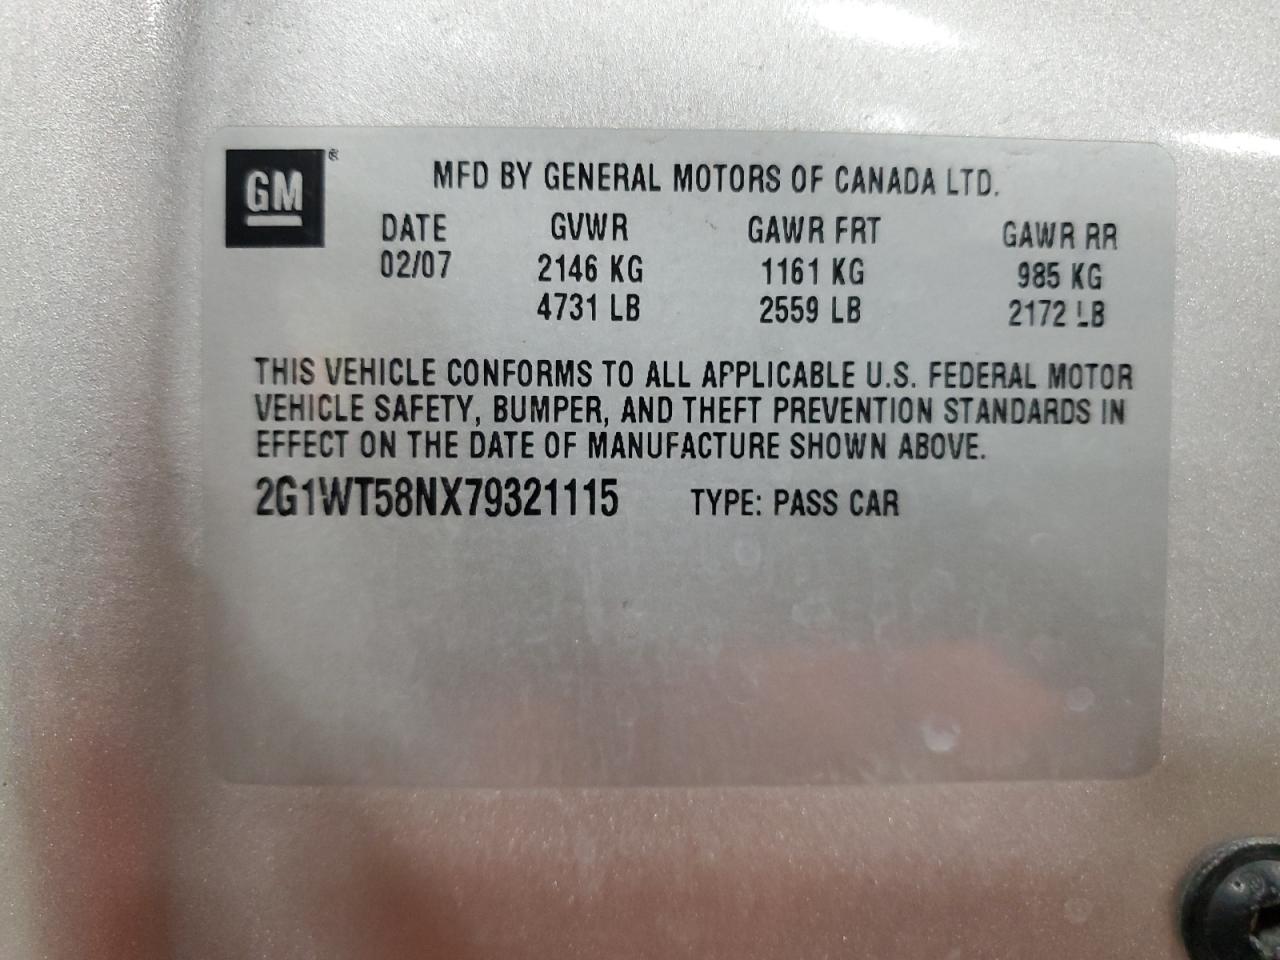 GM®
MFD BY GENERAL MOTORS OF CANADA LTD.
DATE GVWR GAWR FRT GAWR RR
02/07 2146 KG 1161 KG 985 KG
4731 LB 2559 LB 2172 LB
THIS VEHICLE CONFORMS TO ALL APPLICABLE U.S. FEDERAL MOTOR
VEHICLE SAFETY, BUMPER, AND THEFT PREVENTION STANDARDS IN
EFFECT ON THE DATE OF MANUFACTURE SHOWN ABOVE.
2G1WT58NX79321115 TYPE: PASS CAR